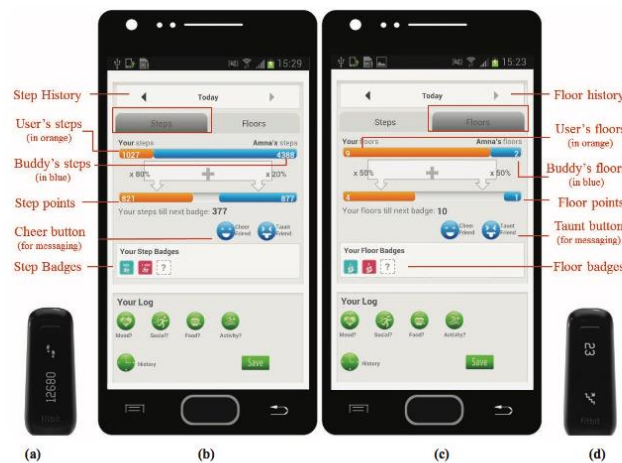 15:29
15:23
Step History
Today
Today
Floor history
Steps
Floors
Steps
Floors
User's steps
(in orange)
Your steps
Amna's steps
Your floors
Amna's floors
User's floors
(in orange)
1027
4388
9
2
Buddy's steps
(in blue)
x 80%
x 20%
x 50%
x 50%
Buddy's floors
(in blue)
Step points
821
877
4
1
Floor points
Your steps till next badge: 377
Your floors till next badge: 10
Cheer button
(for messaging)
Cheer
Friend
Taunt
Friend
Cheer
Friend
Taunt
Friend
Taunt button
(for messaging)
Your Step Badges
Your Floor Badges
Step Badges
?
?
Floor badges
Your Log
Your Log
Mood?
Social?
Food?
Activity?
Mood?
Social?
Food?
Activity?
History
Save
History
Save
12680
fitbit
23
fitbit
(a)
(b)
(c)
(d)